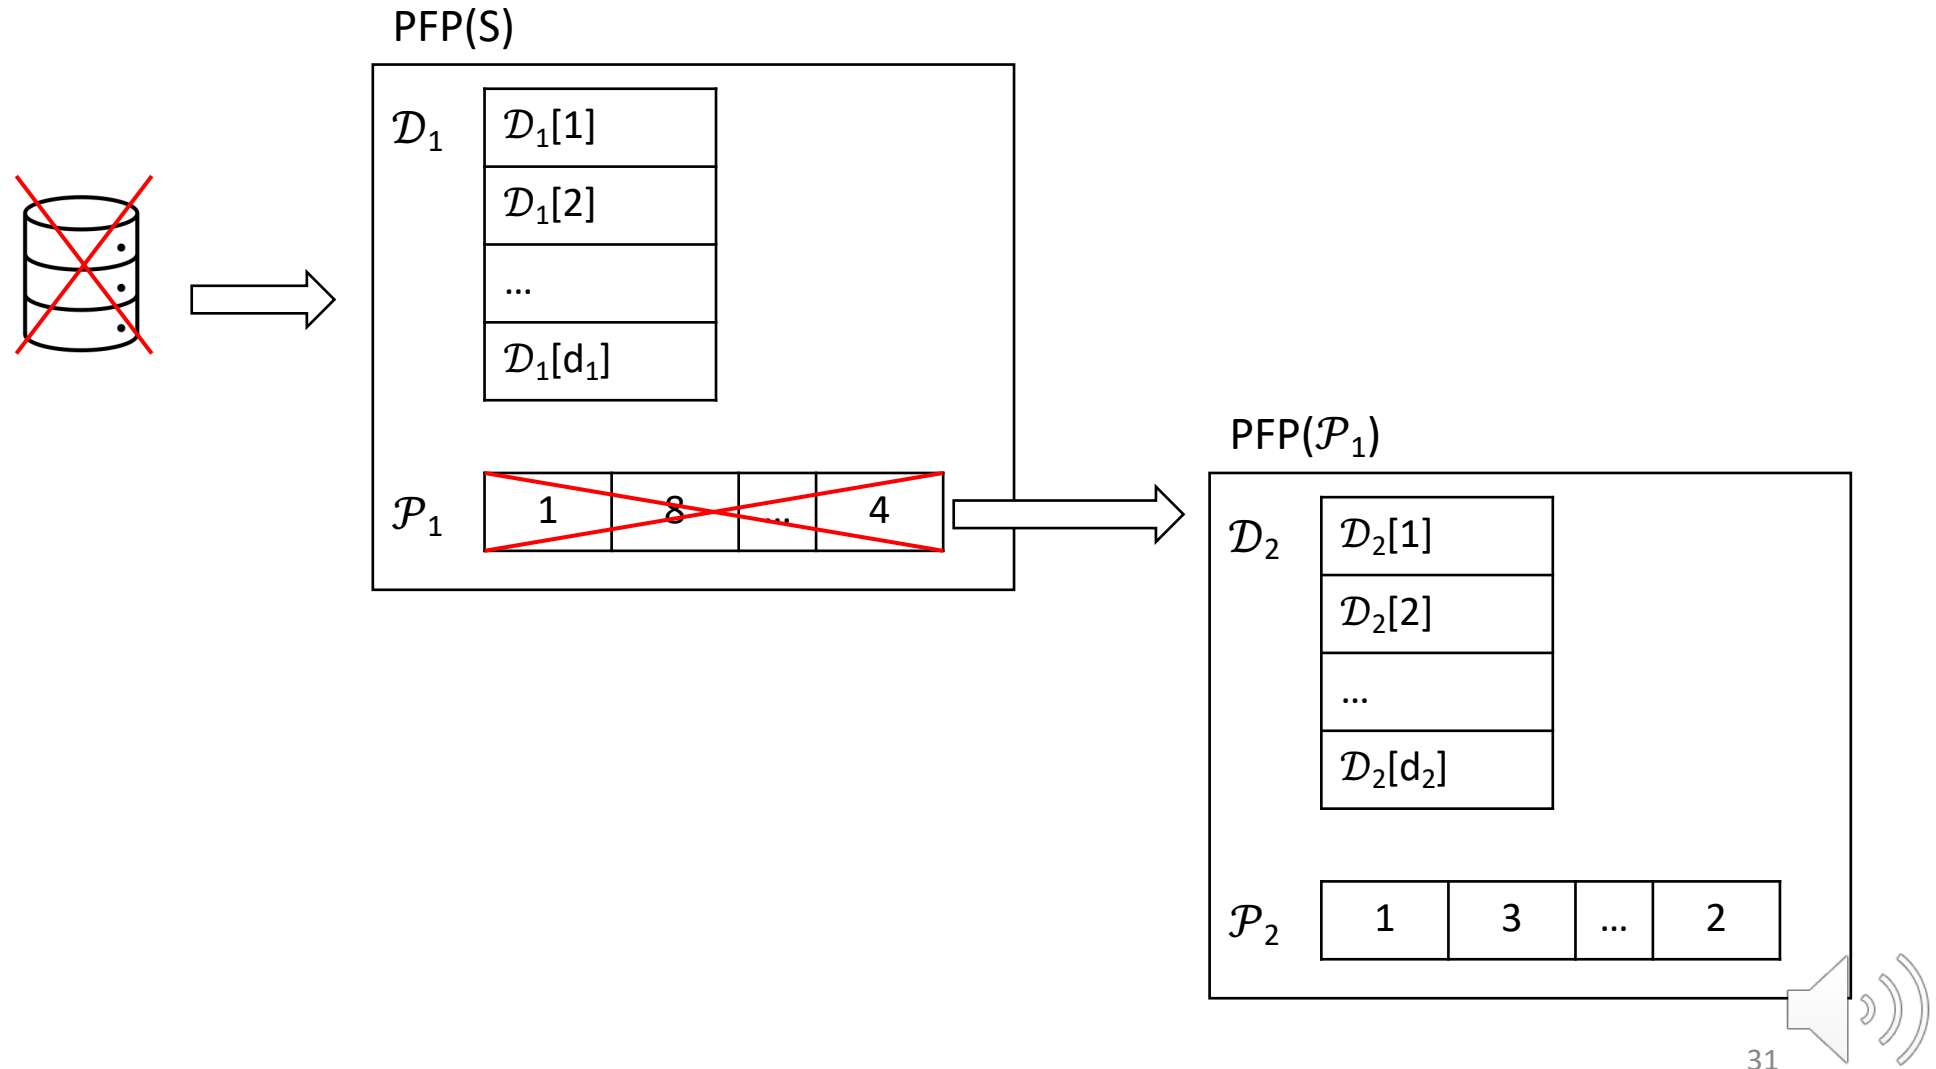 PFP(S)
𝒟₁
𝒟₁[1]
𝒟₁[2]
...
𝒟₁[d₁]
𝒫₁
1 8 ... 4
PFP(𝒫₁)
𝒟₂
𝒟₂[1]
𝒟₂[2]
...
𝒟₂[d₂]
𝒫₂
1 3 ... 2
31